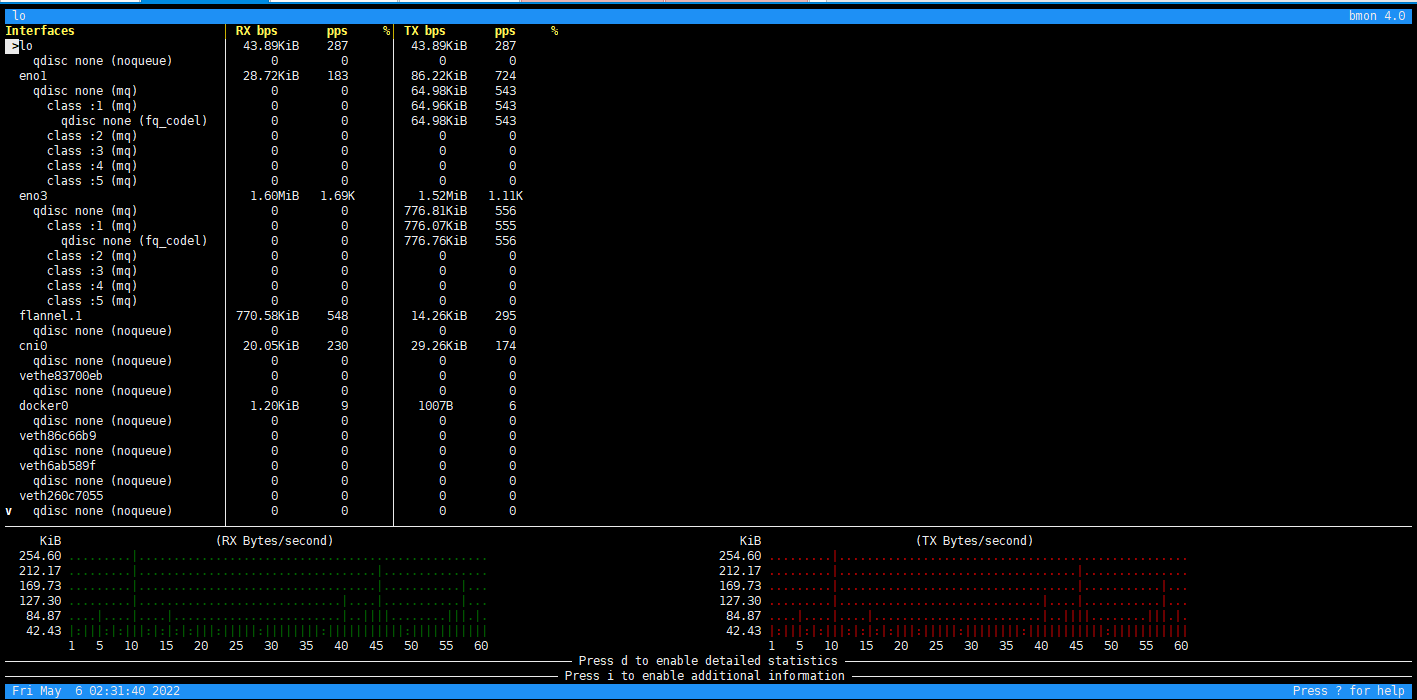 lo bmon 4.0
Interfaces RX bps pps % TX bps pps %
>lo 43.89KiB 287 43.89KiB 287
qdisc none (noqueue) 0 0 0 0
eno1 28.72KiB 183 86.22KiB 724
qdisc none (mq) 0 0 64.98KiB 543
class :1 (mq) 0 0 64.96KiB 543
qdisc none (fq_codel) 0 0 64.98KiB 543
class :2 (mq) 0 0 0 0
class :3 (mq) 0 0 0 0
class :4 (mq) 0 0 0 0
class :5 (mq) 0 0 0 0
eno3 1.60MiB 1.69K 1.52MiB 1.11K
qdisc none (mq) 0 0 776.81KiB 556
class :1 (mq) 0 0 776.07KiB 555
qdisc none (fq_codel) 0 0 776.76KiB 556
class :2 (mq) 0 0 0 0
class :3 (mq) 0 0 0 0
class :4 (mq) 0 0 0 0
class :5 (mq) 0 0 0 0
flannel.1 770.58KiB 548 14.26KiB 295
qdisc none (noqueue) 0 0 0 0
cni0 20.05KiB 230 29.26KiB 174
qdisc none (noqueue) 0 0 0 0
vethe83700eb 0 0 0 0
qdisc none (noqueue) 0 0 0 0
docker0 1.20KiB 9 1007B 6
qdisc none (noqueue) 0 0 0 0
veth86c66b9 0 0 0 0
qdisc none (noqueue) 0 0 0 0
veth6ab589f 0 0 0 0
qdisc none (noqueue) 0 0 0 0
veth260c7055 0 0 0 0
v qdisc none (noqueue) 0 0 0 0
KiB (RX Bytes/second) KiB (TX Bytes/second)
254.60 254.60
212.17 212.17
169.73 169.73
127.30 127.30
84.87 84.87
42.43 42.43
1 5 10 15 20 25 30 35 40 45 50 55 60 1 5 10 15 20 25 30 35 40 45 50 55 60
Press d to enable detailed statistics
Press i to enable additional information
Fri May  6 02:31:40 2022 Press ? for help